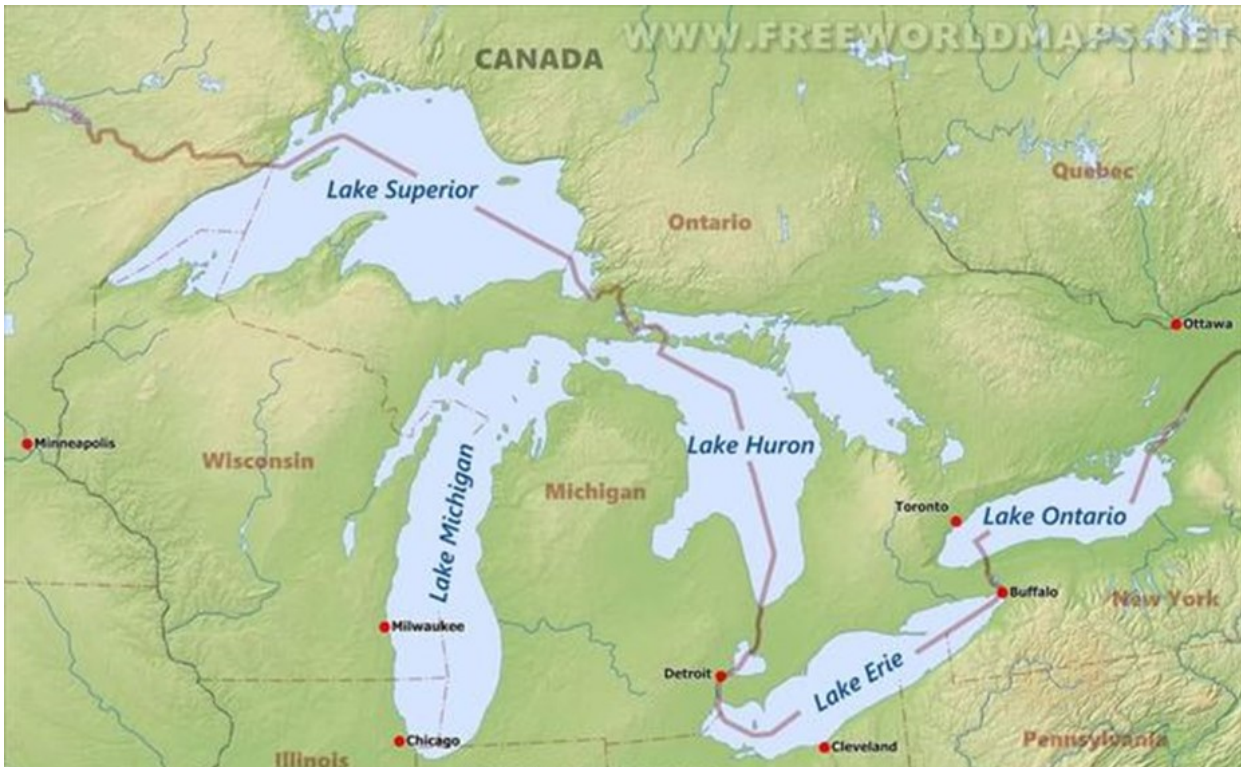 WWW.FREEWORLDMAPS.NET
CANADA
Quebec
Lake Superior
Ontario
Ottawa
Minneapolis
Wisconsin
Lake Michigan
Michigan
Lake Huron
Toronto
Lake Ontario
Buffalo
New York
Milwaukee
Detroit
Lake Erie
Chicago
Cleveland
Pennsylvania
Illinois